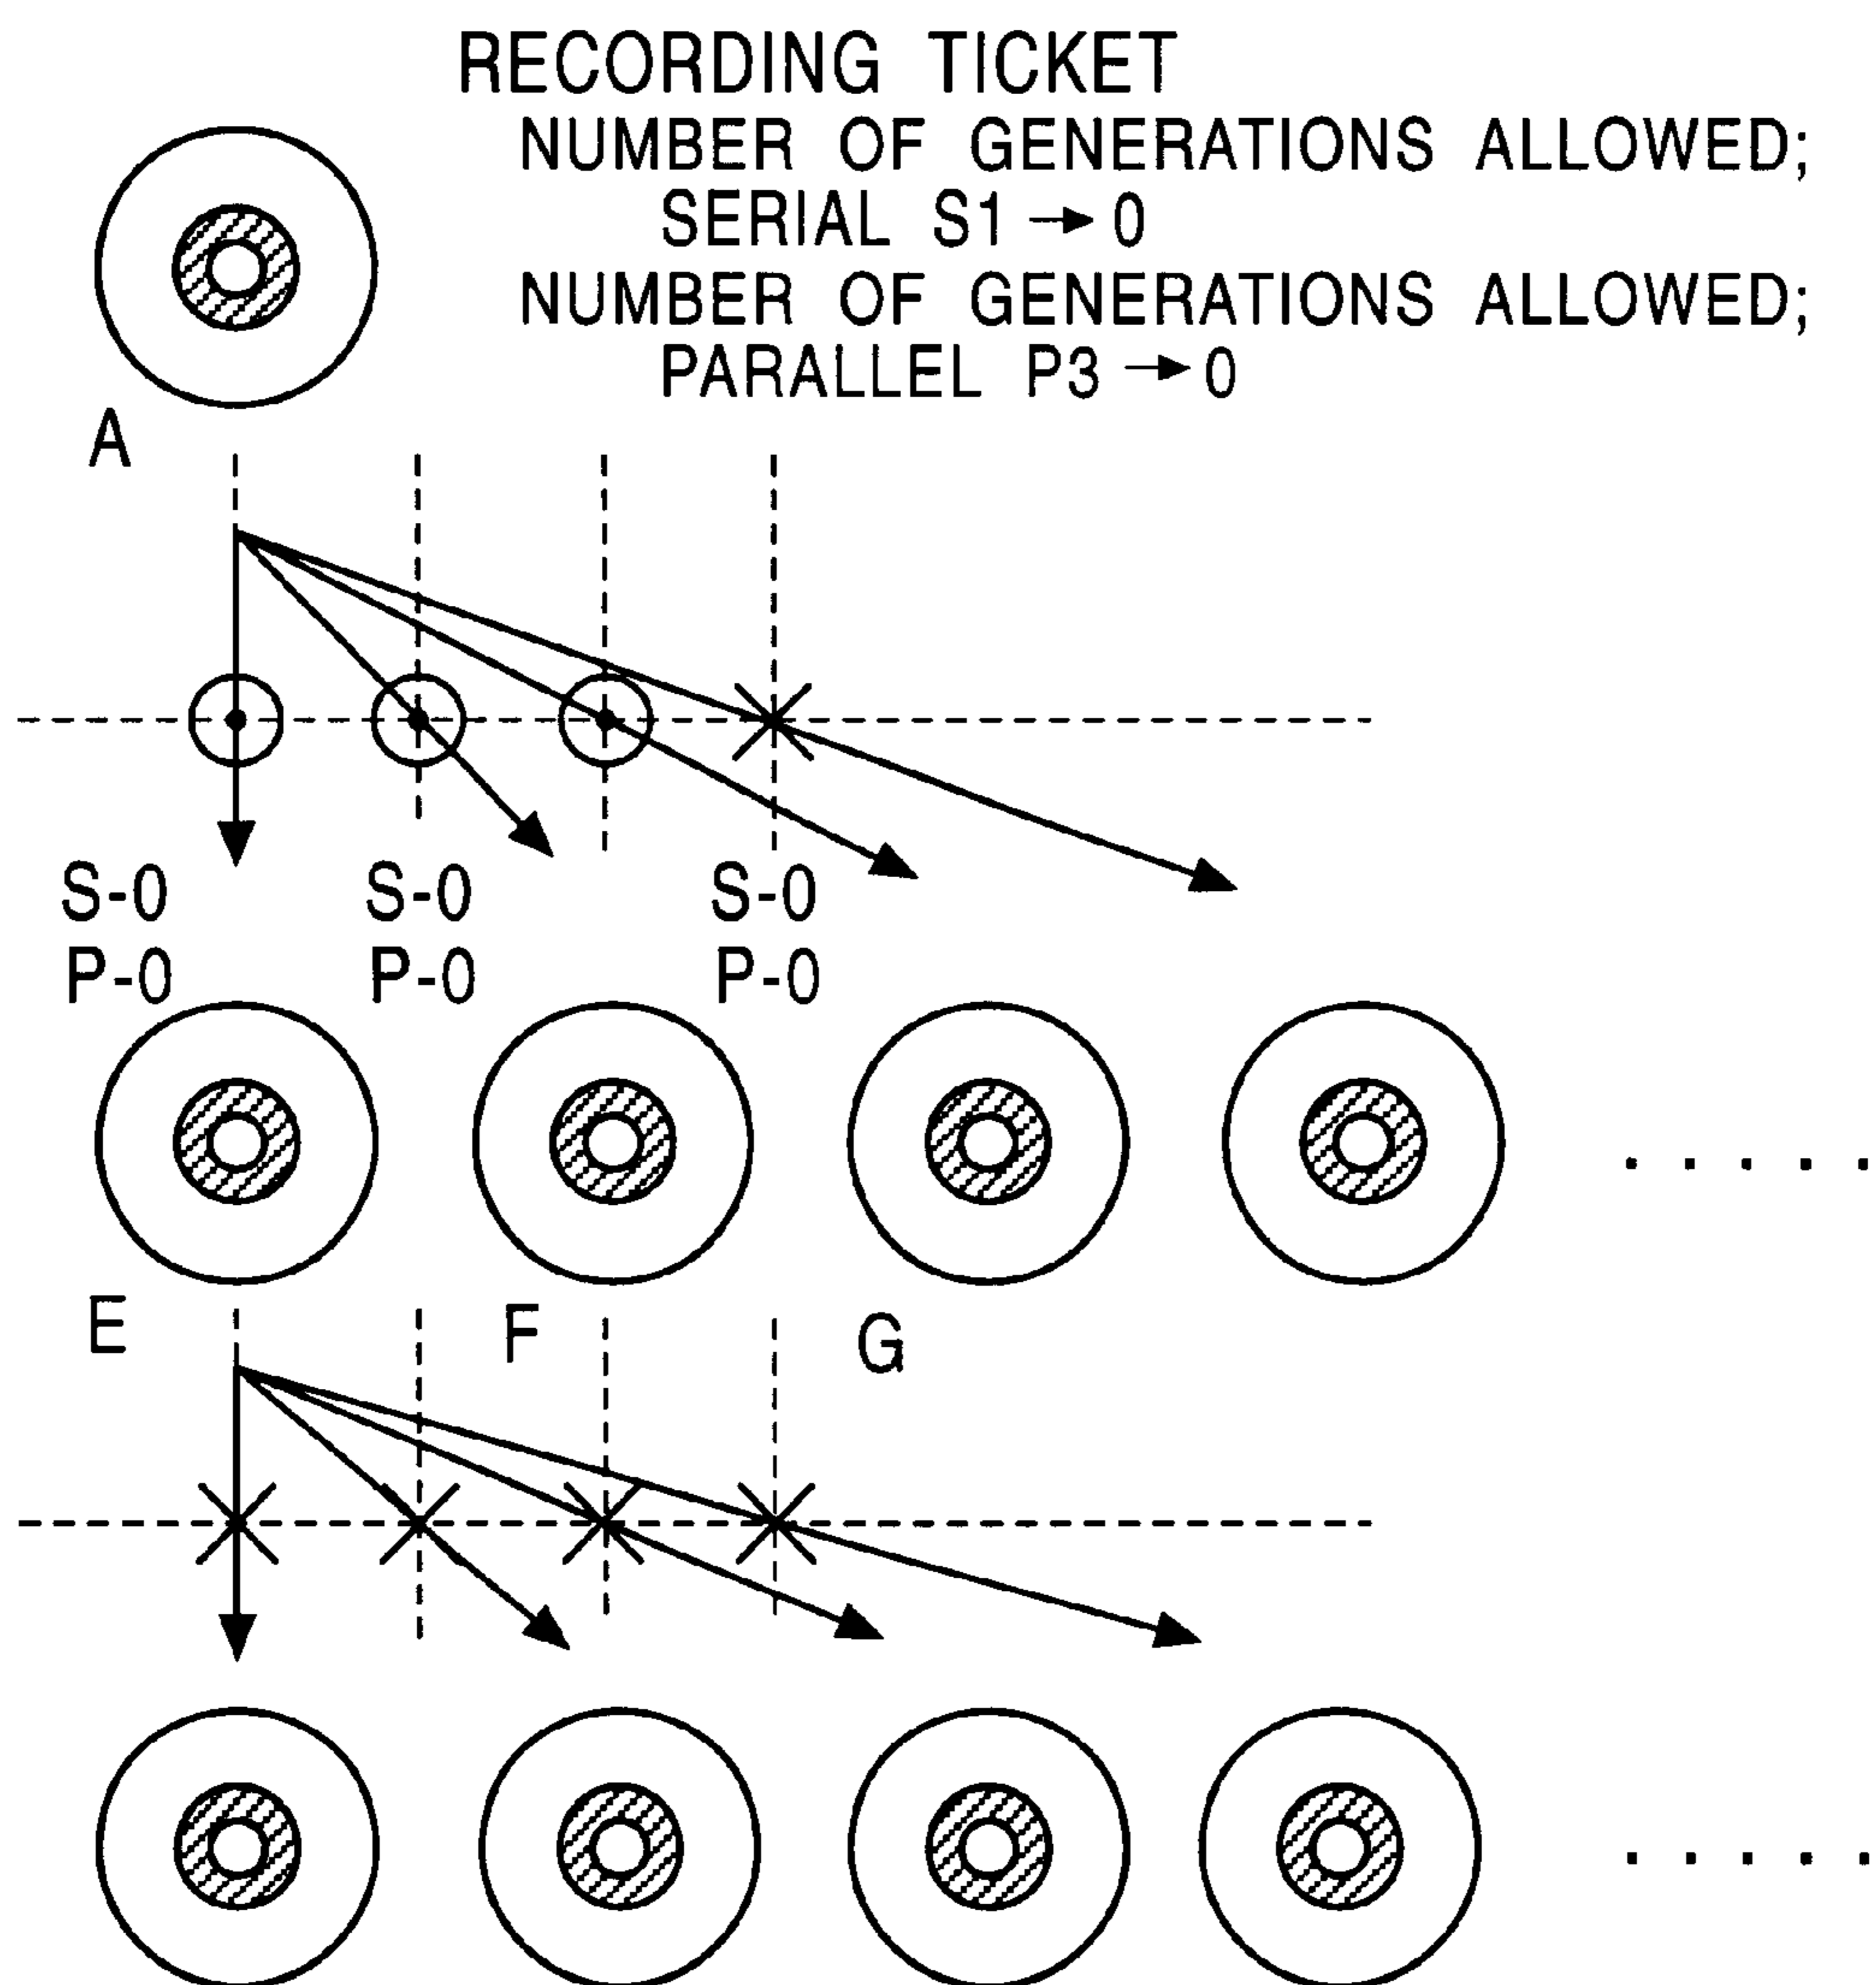 RECORDING TICKET
NUMBER OF GENERATIONS ALLOWED;
SERIAL S1 → 0
NUMBER OF GENERATIONS ALLOWED;
PARALLEL P3 → 0
A
S-0 S-0 S-0
P-0 P-0 P-0
E F G